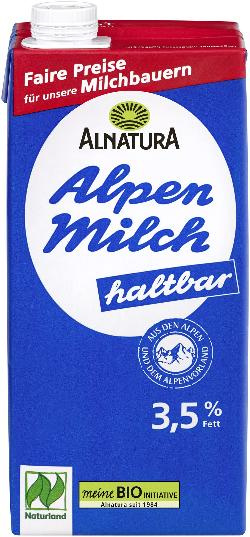 Faire Preise
für unsere Milchbauern
ALNATURA
Alpen
Milch
haltbar
AUS DEN ALPEN
UND DEM ALPENVORLAND
3,5 %
Fett
Naturland
meine BIO INITIATIVE
Alnatura seit 1984